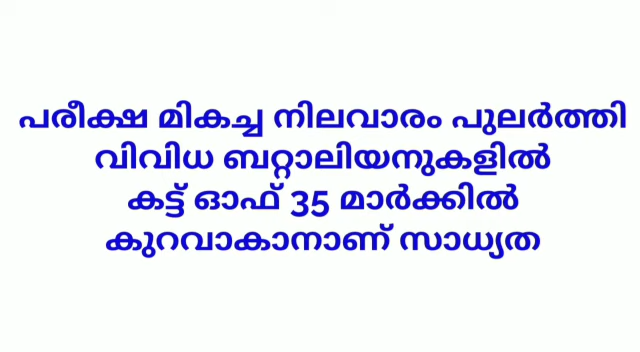 പരീക്ഷ മികച്ച നിലവാരം പുലർത്തി
വിവിധ ബറ്റാലിയനുകളിൽ
കട്ട് ഓഫ് 35 മാർക്കിൽ
കുറവാകാനാണ് സാധ്യത